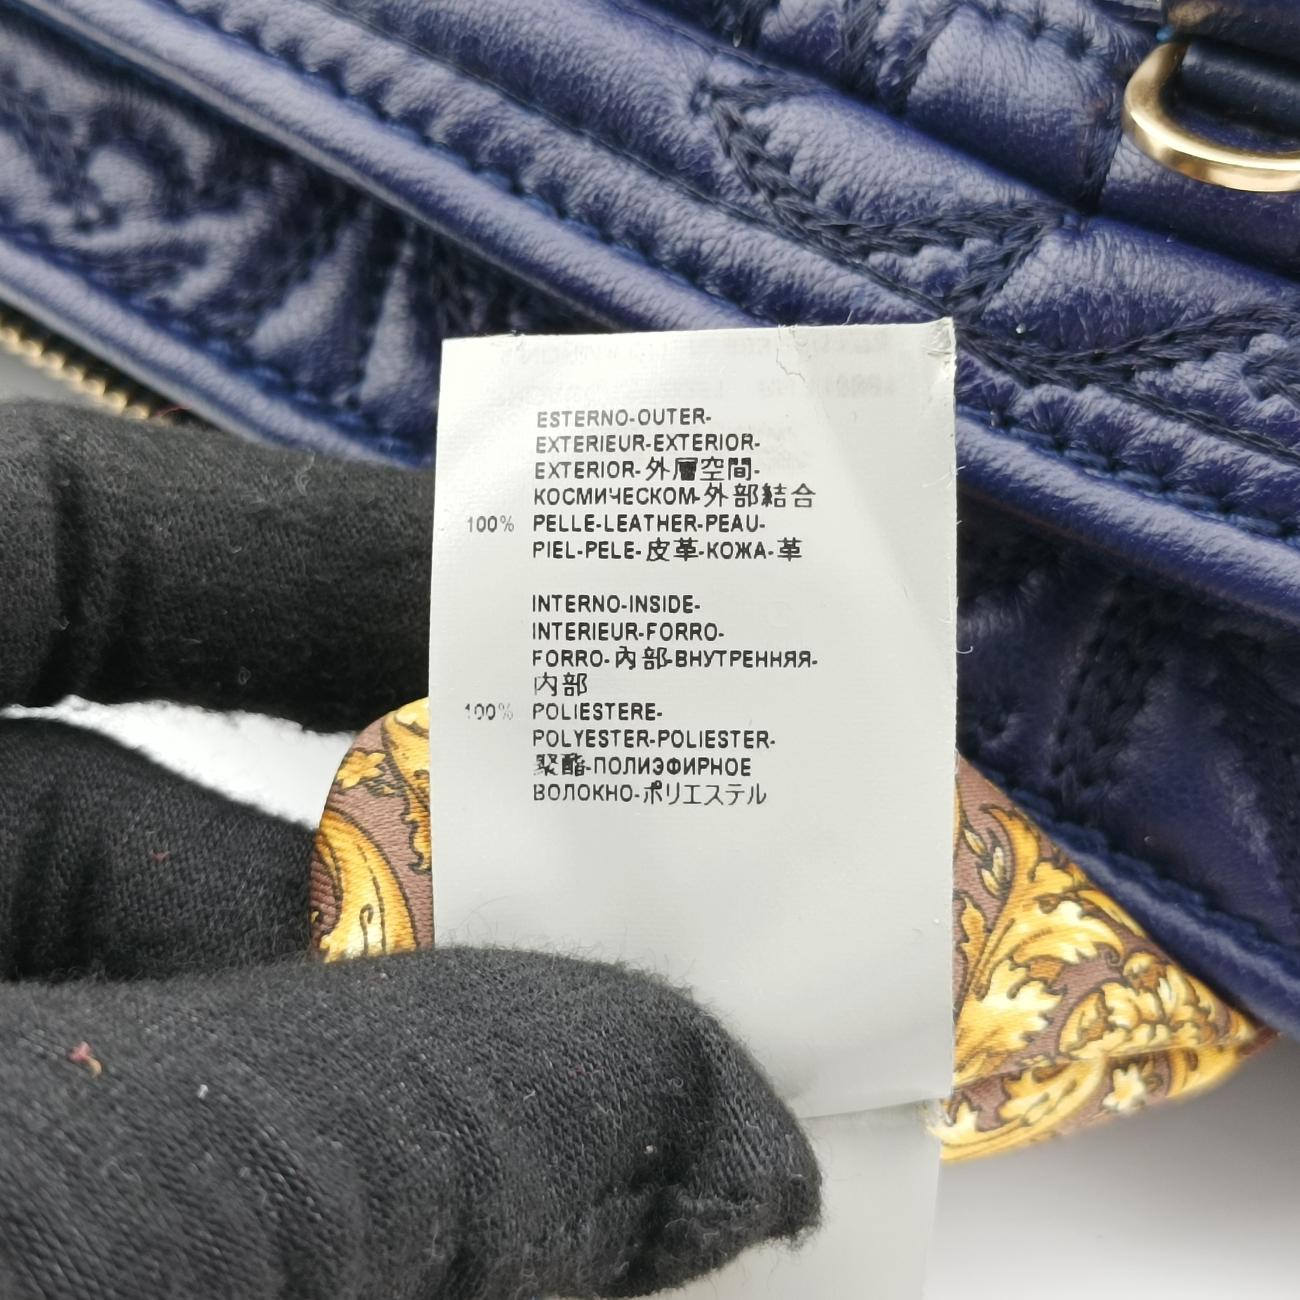 ESTERNO-OUTER-
EXTERIEUR-EXTERIOR-
EXTERIOR-外層空間-
КОСМИЧЕСКОМ-外部結合
100% PELLE-LEATHER-PEAU-
PIEL-PELE-皮革-КОЖА-革
INTERNO-INSIDE-
INTERIEUR-FORRO-
FORRO-內部-ВНУТРЕННЯЯ-
内部
100% POLIESTERE-
POLYESTER-POLIESTER-
聚酯-ПОЛИЭФИРНОЕ
ВОЛОКНО-ポリエステル